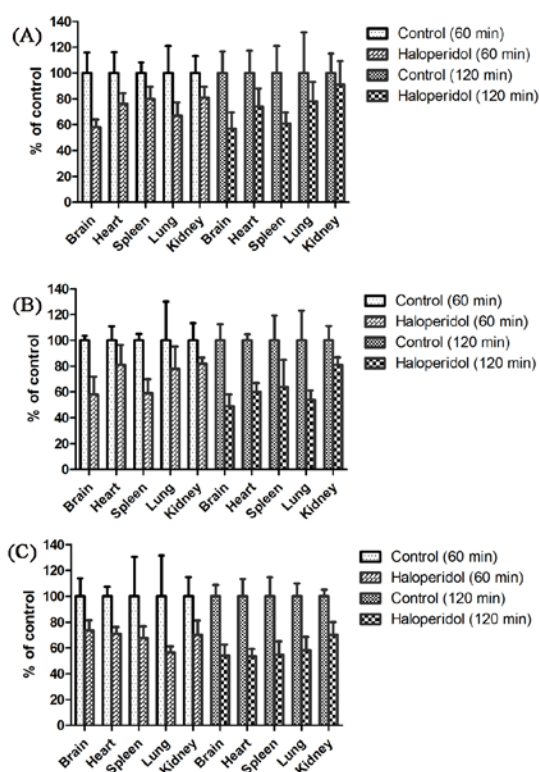 (A)
140
120
100
80
60
40
20
0
% of control
Brain
Heart
Spleen
Lung
Kidney
Brain
Heart
Spleen
Lung
Kidney
Control (60 min)
Haloperidol (60 min)
Control (120 min)
Haloperidol (120 min)
(B)
140
120
100
80
60
40
20
0
% of control
Brain
Heart
Spleen
Lung
Kidney
Brain
Heart
Spleen
Lung
Kidney
Control (60 min)
Haloperidol (60 min)
Control (120 min)
Haloperidol (120 min)
(C)
140
120
100
80
60
40
20
0
% of control
Brain
Heart
Spleen
Lung
Kidney
Brain
Heart
Spleen
Lung
Kidney
Control (60 min)
Haloperidol (60 min)
Control (120 min)
Haloperidol (120 min)